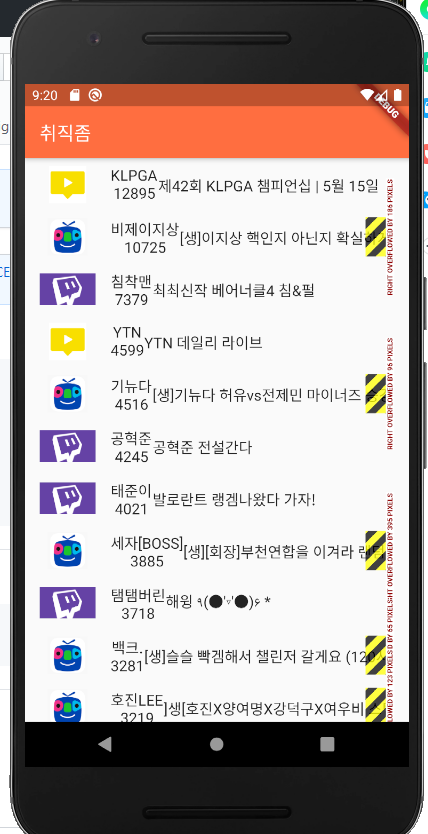 9:20
DEBUG
취직좀
KLPGA
12895
제42회 KLPGA 챔피언십 | 5월 15일
RIGHT OVERFLOWED BY 186 PIXELS
비제이지상
10725
[생]이지상 핵인지 아닌지 확실
침착맨
7379
최최신작 베어너클4 침&펄
YTN
4599
YTN 데일리 라이브
RIGHT OVERFLOWED BY 96 PIXELS
기뉴다
4516
[생]기뉴다 허유vs전제민 마이너즈
공혁준
4245
공혁준 전설간다
태준이
4021
발로란트 랭겜나왔다 가자!
세자[BOSS]
3885
[생][회장]부천연합을 이겨라 랜덤
RIGHT OVERFLOWED BY 395 PIXELS
탬탬버린
3718
해윙 ٩(●'▿'●)۶ *
백크.
3281
[생]슬슬 빡겜해서 챌린저 갈게요 (120
D BY 65 PIXELS
호진LEE
3219
]생[호진X양여명X강덕구X여우비
LOWED BY 123 PIXELS